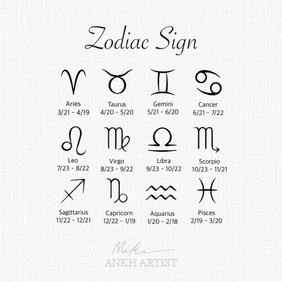 Zodiac Sign
Aries Taurus Gemini Cancer
3/21 - 4/19 4/20 - 5/20 5/21 - 6/20 6/21 - 7/22
Leo Virgo Libra Scorpio
7/23 - 8/22 8/23 - 9/22 9/23 - 10/22 10/23 - 11/21
Sagittarius Capricorn Aquarius Pisces
11/22 - 12/21 12/22 - 1/19 1/20 - 2/18 2/19 - 3/20
ANKH ARTIST